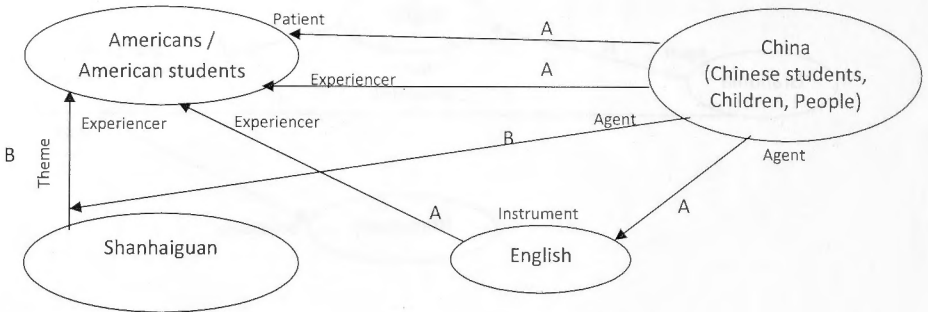 Patient
A
Americans /
American students
China
(Chinese students,
Children, People)
A
Experiencer
Experiencer
Experiencer
Agent
B
Agent
B
Theme
A
Instrument
A
Shanhaiguan
English